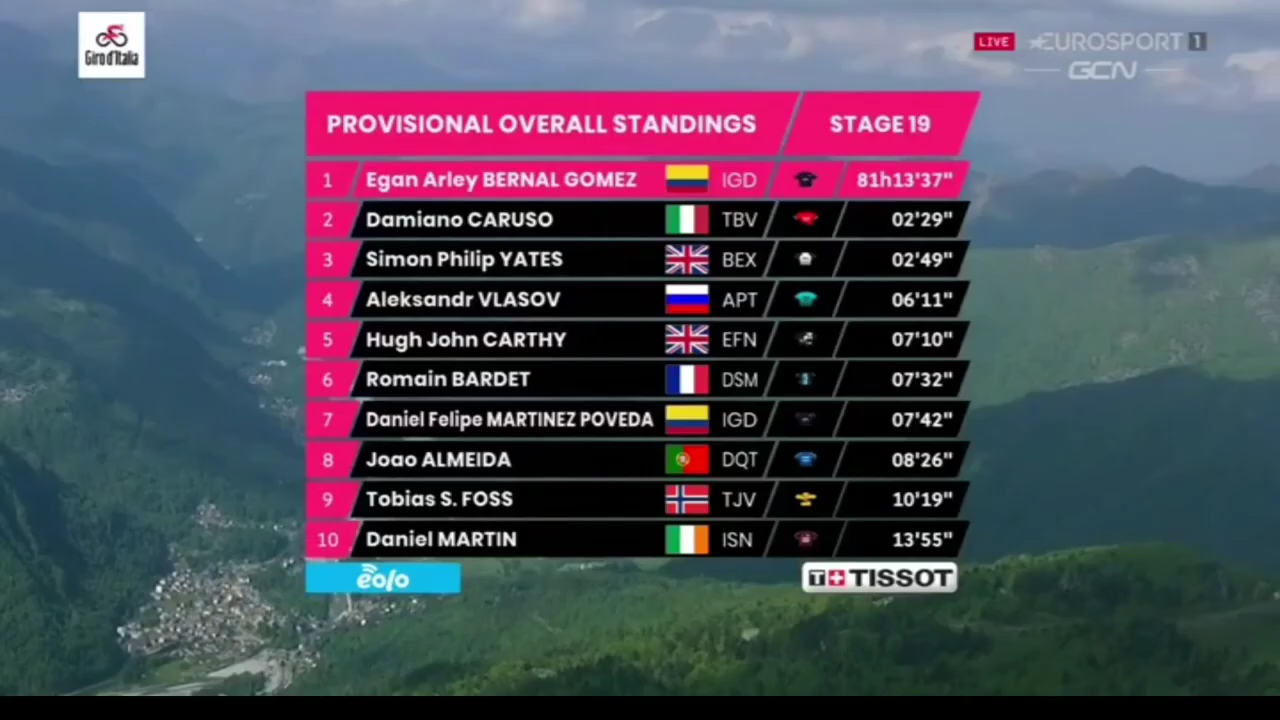 Giro d'Italia
LIVE EUROSPORT 1
GCN
PROVISIONAL OVERALL STANDINGS STAGE 19
1 Egan Arley BERNAL GOMEZ IGD 81h13'37"
2 Damiano CARUSO TBV 02'29"
3 Simon Philip YATES BEX 02'49"
4 Aleksandr VLASOV APT 06'11"
5 Hugh John CARTHY EFN 07'10"
6 Romain BARDET DSM 07'32"
7 Daniel Felipe MARTINEZ POVEDA IGD 07'42"
8 Joao ALMEIDA DQT 08'26"
9 Tobias S. FOSS TJV 10'19"
10 Daniel MARTIN ISN 13'55"
eolo T+ TISSOT